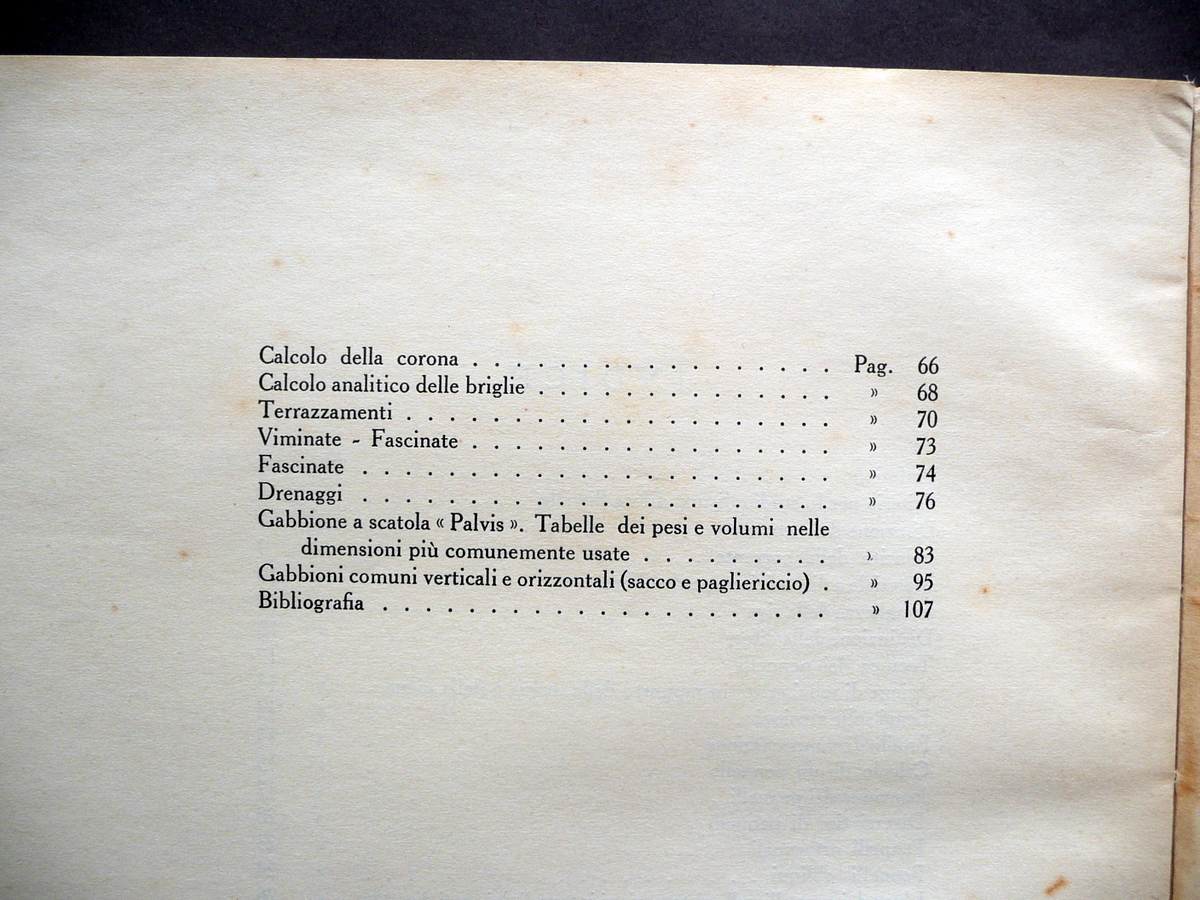 Calcolo della corona . . . . . . . . . . . . . . . . . Pag. 66
Calcolo analitico delle briglie . . . . . . . . . . . . . . » 68
Terrazzamenti . . . . . . . . . . . . . . . . . . . . » 70
Viminate - Fascinate . . . . . . . . . . . . . . . . . » 73
Fascinate . . . . . . . . . . . . . . . . . . . . . . » 74
Drenaggi . . . . . . . . . . . . . . . . . . . . . . » 76
Gabbione a scatola « Palvis ». Tabelle dei pesi e volumi nelle
dimensioni più comunemente usate . . . . . . . . . » 83
Gabbioni comuni verticali e orizzontali (sacco e pagliericcio) . » 95
Bibliografia . . . . . . . . . . . . . . . . . . . . . » 107